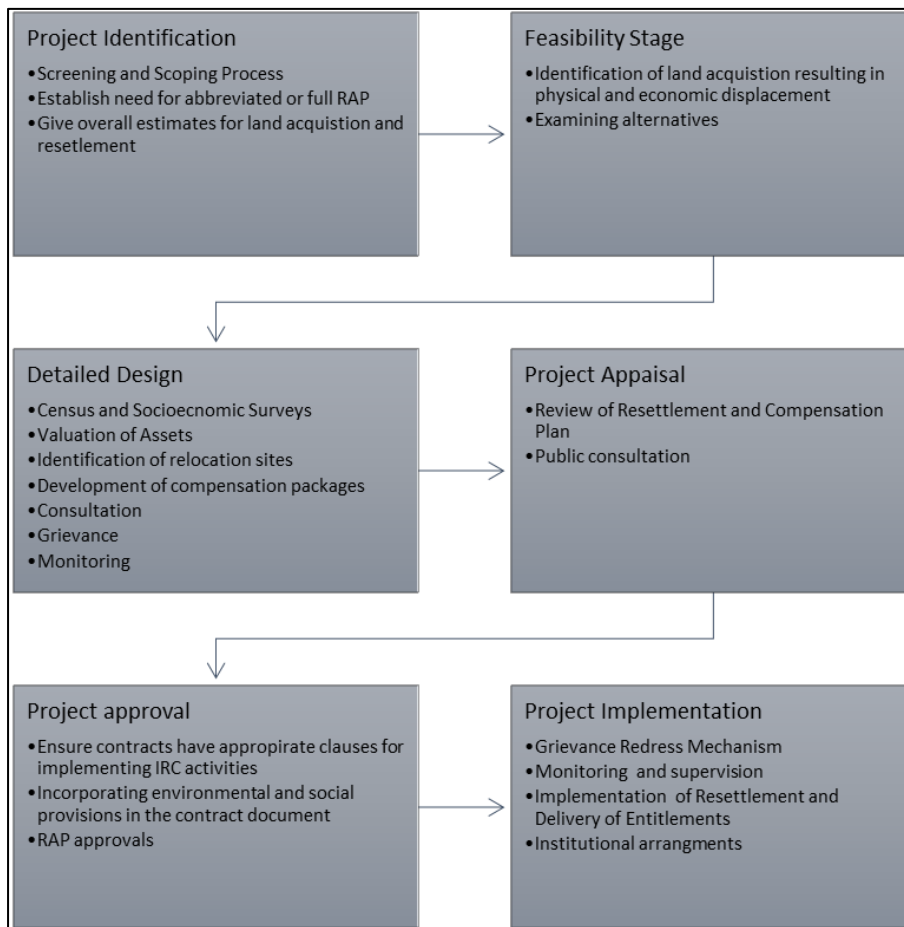 Project Identification
•Screening and Scoping Process
•Establish need for abbreviated or full RAP
•Give overall estimates for land acquistion and
resetlement
Feasibility Stage
•Identification of land acquistion resulting in
physical and economic displacement
•Examining alternatives
Detailed Design
•Census and Socioecnomic Surveys
•Valuation of Assets
•Identification of relocation sites
•Development of compensation packages
•Consultation
•Grievance
•Monitoring
Project Appaisal
•Review of Resettlement and Compensation
Plan
•Public consultation
Project approval
•Ensure contracts have appropirate clauses for
implementing IRC activities
•Incorporating environmental and social
provisions in the contract document
•RAP approvals
Project Implementation
•Grievance Redress Mechanism
•Monitoring and supervision
•Implementation of Resettlement and
Delivery of Entitlements
•Institutional arrangments